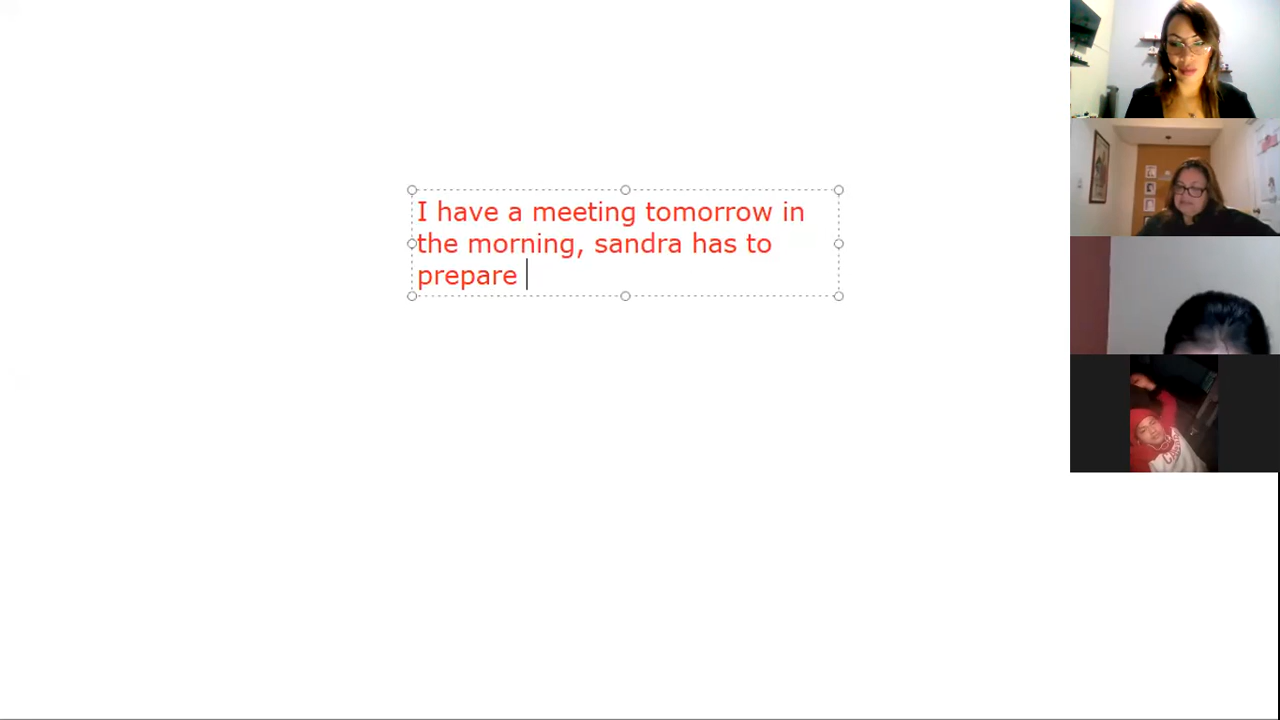 I have a meeting tomorrow in
the morning, sandra has to
prepare